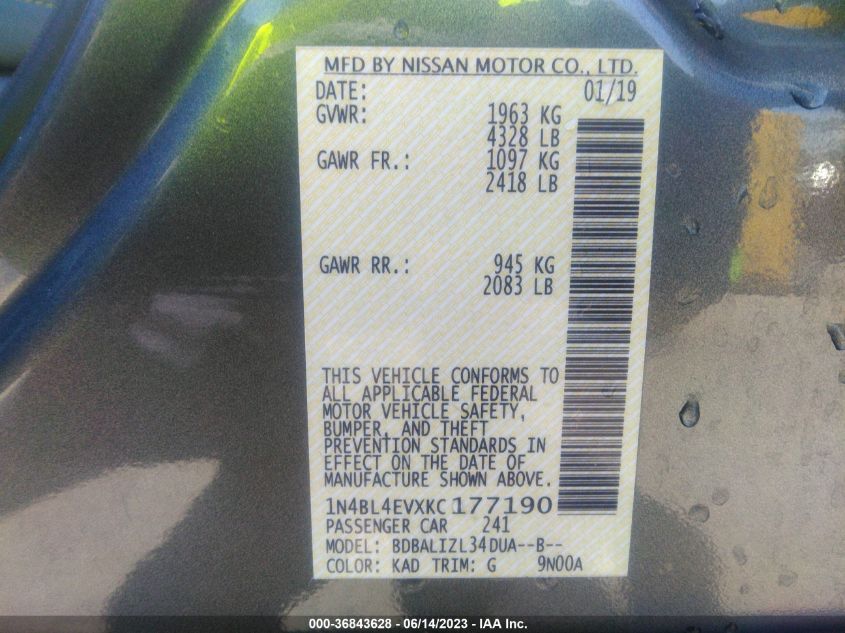 MFD BY NISSAN MOTOR CO., LTD.
DATE: 01/19
GVWR: 1963 KG
4328 LB
GAWR FR.: 1097 KG
2418 LB
GAWR RR.: 945 KG
2083 LB
THIS VEHICLE CONFORMS TO
ALL APPLICABLE FEDERAL
MOTOR VEHICLE SAFETY,
BUMPER, AND THEFT
PREVENTION STANDARDS IN
EFFECT ON THE DATE OF
MANUFACTURE SHOWN ABOVE.
1N4BL4EVXKC177190
PASSENGER CAR 241
MODEL: BDBALIZL34DUA--B--
COLOR: KAD TRIM: G 9N00A
000-36843628 - 06/14/2023 - IAA Inc.